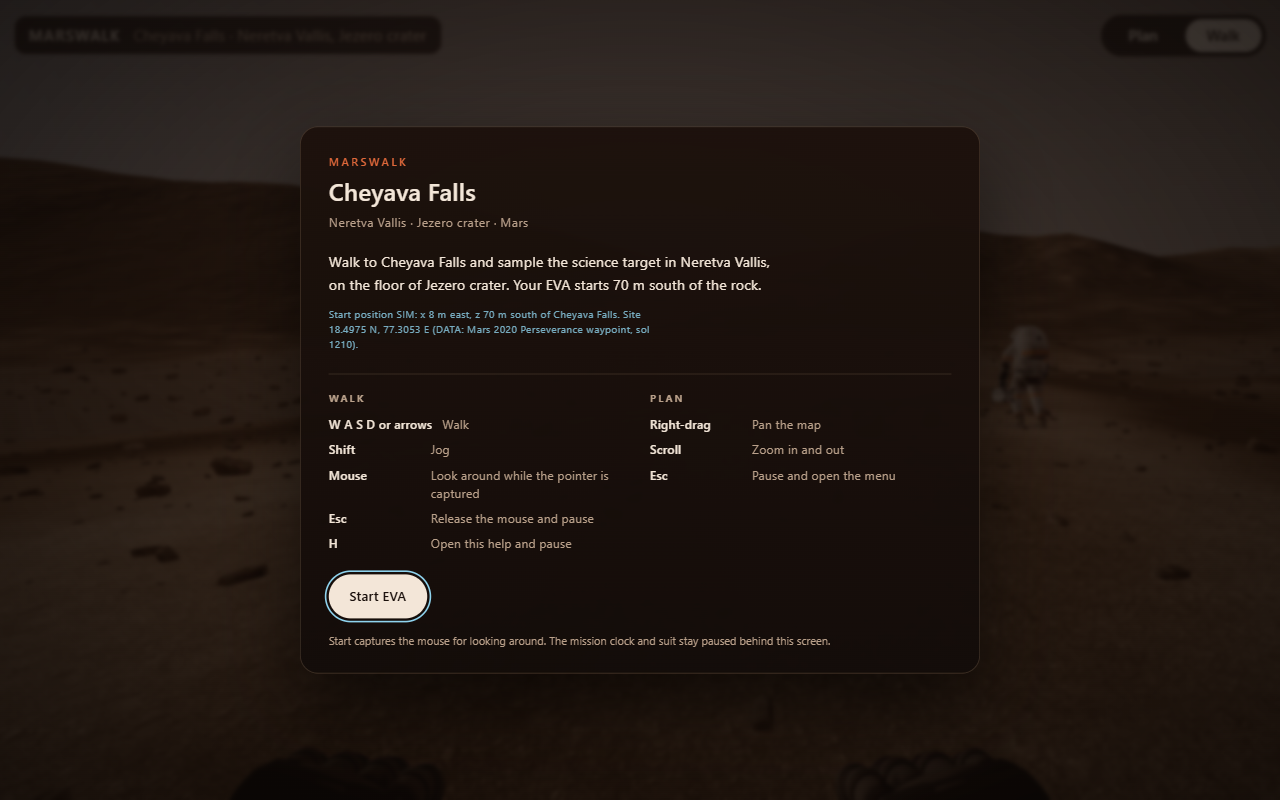 MARSWALK Cheyava Falls · Neretva Vallis, Jezero crater
Plan Walk
MARSWALK
Cheyava Falls
Neretva Vallis · Jezero crater · Mars
Walk to Cheyava Falls and sample the science target in Neretva Vallis,
on the floor of Jezero crater. Your EVA starts 70 m south of the rock.
Start position SIM: x 8 m east, z 70 m south of Cheyava Falls. Site
18.4975 N, 77.3053 E (DATA: Mars 2020 Perseverance waypoint, sol
1210).
WALK
W A S D or arrows Walk
Shift Jog
Mouse Look around while the pointer is
captured
Esc Release the mouse and pause
H Open this help and pause
PLAN
Right-drag Pan the map
Scroll Zoom in and out
Esc Pause and open the menu
Start EVA
Start captures the mouse for looking around. The mission clock and suit stay paused behind this screen.